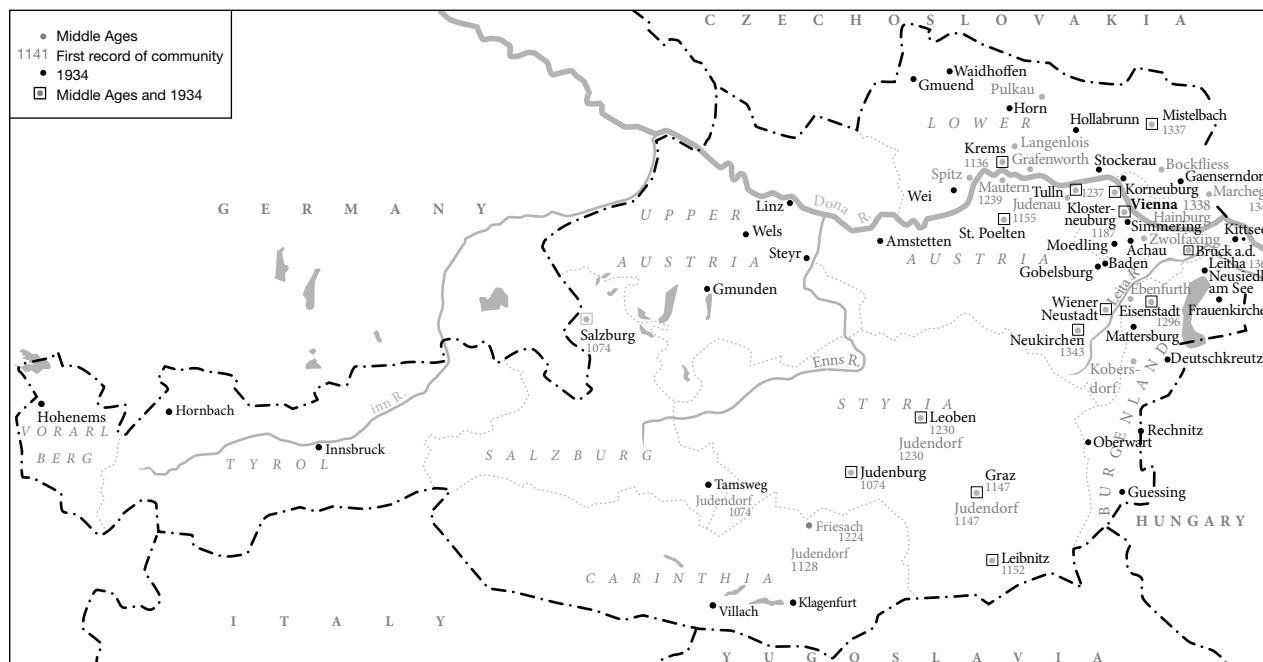 C Z E C H O S L O V A K I A
Middle Ages
1141 First record of community
1934
Middle Ages and 1934
Waidhoffen
Gmuend
Pulkau
Horn
L O W E R
Hollabrunn
Mistelbach
1337
Krems
1136
Langenlois
Grafenworth
Stockerau
Bockfliess
Spitz
Mautern
1239
Wei
Tulln
1237
Judenau
Korneuburg
Gaenserndorf
Marcheg
1155
St. Poelten
Kloster-
neuburg
1187
Vienna
1338
Hainburg
Simmering
Kittsee
G E R M A N Y
U P P E R
A U S T R I A
Linz
Dona R.
Wels
Steyr
Amstetten
A U S T R I A
Moedling
Achau
Zwolfaxing
Bruck a.d.
Leitha
Gobelsburg
Baden
Neusiedl
am See
Gmunden
Leita R.
Ebenfurth
Salzburg
1074
Wiener
Neustadt
Eisenstadt
1296
Frauenkirche
Neukirchen
1343
Mattersburg
Deutschkreutz
Enns R.
Kobers-
dorf
inn R.
Hohenems
Hornbach
VORARL
BERG
Innsbruck
T Y R O L
S A L Z B U R G
S T Y R I A
Leoben
1230
Judendorf
1230
Oberwart
Rechnitz
B U R G E N L A N D
Judenburg
1074
Graz
1147
Judendorf
1147
Tamsweg
Judendorf
1074
Guessing
H U N G A R Y
Friesach
1224
Judendorf
1128
Leibnitz
1152
C A R I N T H I A
Villach
Klagenfurt
I T A L Y
Y U G O S L A V I A